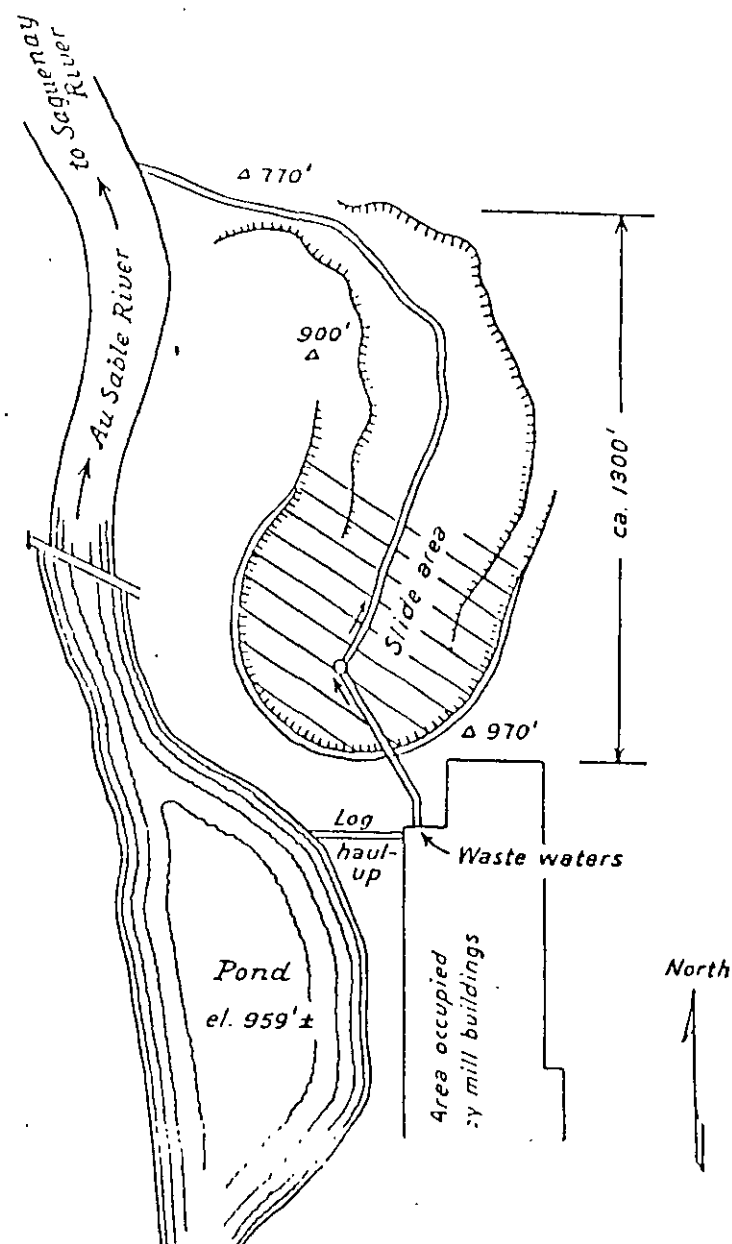 to Saguenay
River
△ 770'
900'
△
Au Sable River
ca. 1300'
Slide area
△ 970'
Log
haul-
up
Waste waters
Pond
el. 959'±
Area occupied
by mill buildings
North